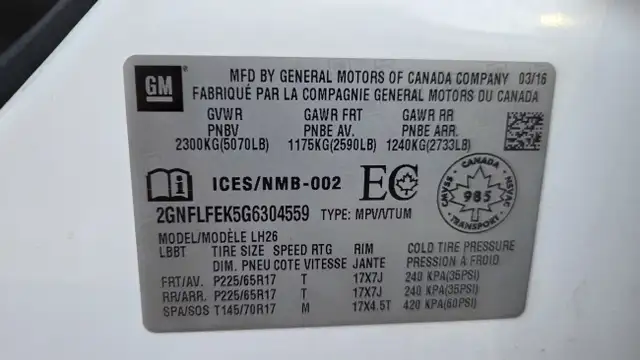 GM
MFD BY GENERAL MOTORS OF CANADA COMPANY 03/16
FABRIQUÉ PAR LA COMPAGNIE GENERAL MOTORS DU CANADA
GVWR GAWR FRT GAWR RR
PNBV PNBE AV. PNBE ARR.
2300KG(5070LB) 1175KG(2590LB) 1240KG(2733LB)
ICES/NMB-002 EC
CANADA
CMVSS 985 NSVAC
TRANSPORT
2GNFLFEK5G6304559 TYPE: MPV/VTUM
MODEL/MODÈLE LH26
LBBT TIRE SIZE SPEED RTG RIM COLD TIRE PRESSURE
DIM. PNEU COTE VITESSE JANTE PRESSION À FROID
FRT/AV. P225/65R17 T 17X7J 240 KPA(35PSI)
RR/ARR. P225/65R17 T 17X7J 240 KPA(35PSI)
SPA/SOS T145/70R17 M 17X4.5T 420 KPA(60PSI)